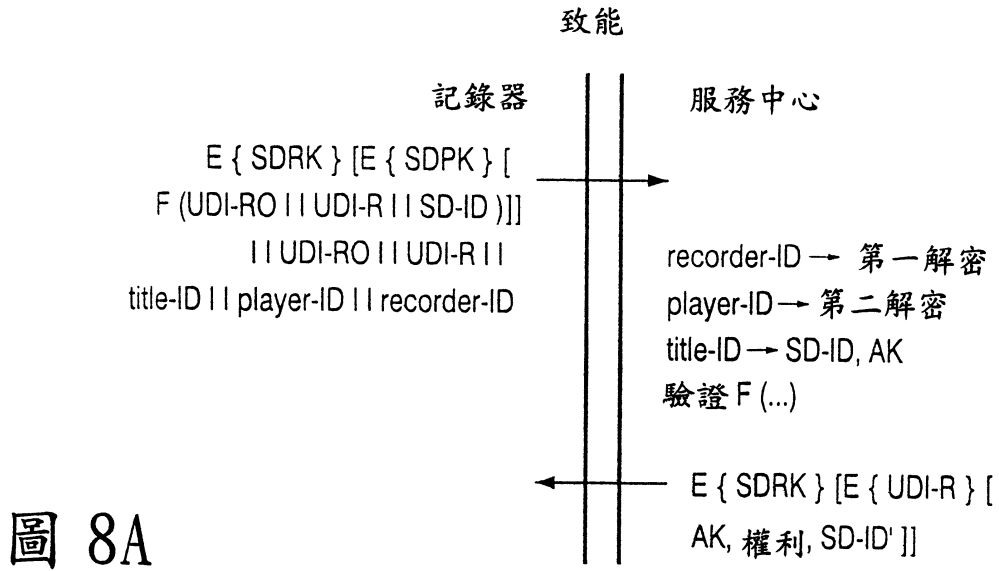 致能
記錄器
E { SDRK } [E { SDPK } [
F (UDI-RO I I UDI-R I I SD-ID )]]
I I UDI-RO I I UDI-R I I
title-ID I I player-ID I I recorder-ID
服務中心
recorder-ID → 第一解密
player-ID → 第二解密
title-ID → SD-ID, AK
驗證 F (...)
E { SDRK } [E { UDI-R } [
AK, 權利, SD-ID' ]]
圖 8A